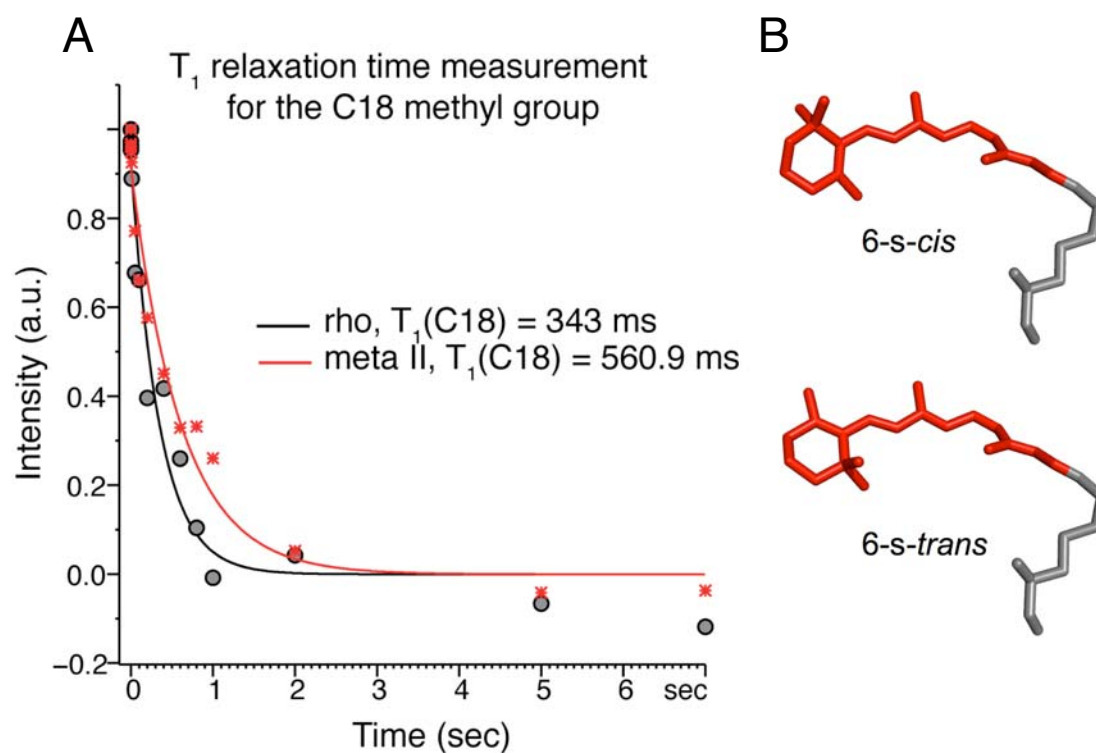 A
B
T1 relaxation time measurement
for the C18 methyl group
rho, T1(C18) = 343 ms
meta II, T1(C18) = 560.9 ms
Intensity (a.u.)
0.8
0.6
0.4
0.2
0.0
−0.2
0 1 2 3 4 5 6 sec
Time (sec)
6-s-cis
6-s-trans